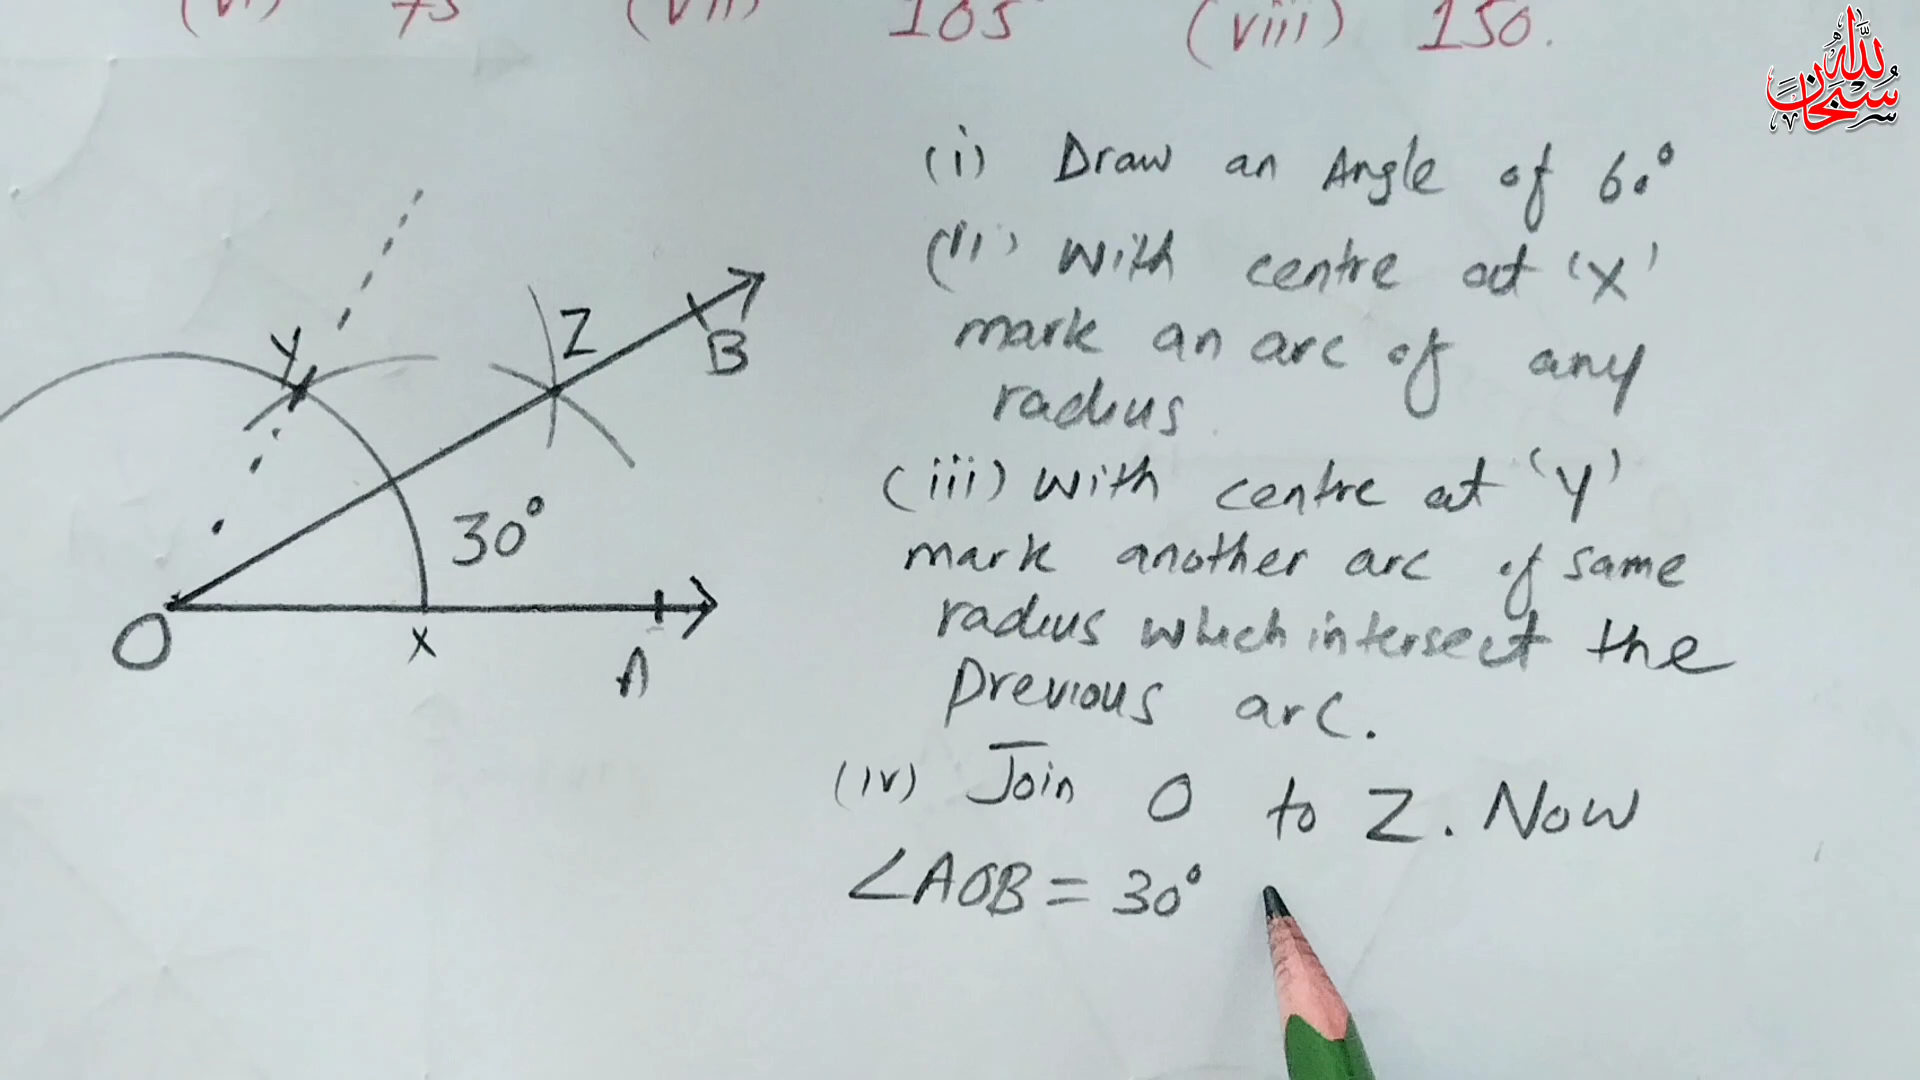 (vi) 75 (vii) 105° (viii) 150.
سُبْحَانَ اللّٰه
(i) Draw an Angle of 60°
(ii) With centre at 'X'
mark an arc of any
radius.
(iii) With centre at 'Y'
mark another arc of same
radius which intersect the
Previous arc.
(iv) Join O to Z. Now
∠AOB = 30°
Y
Z
B
30°
O
X
A